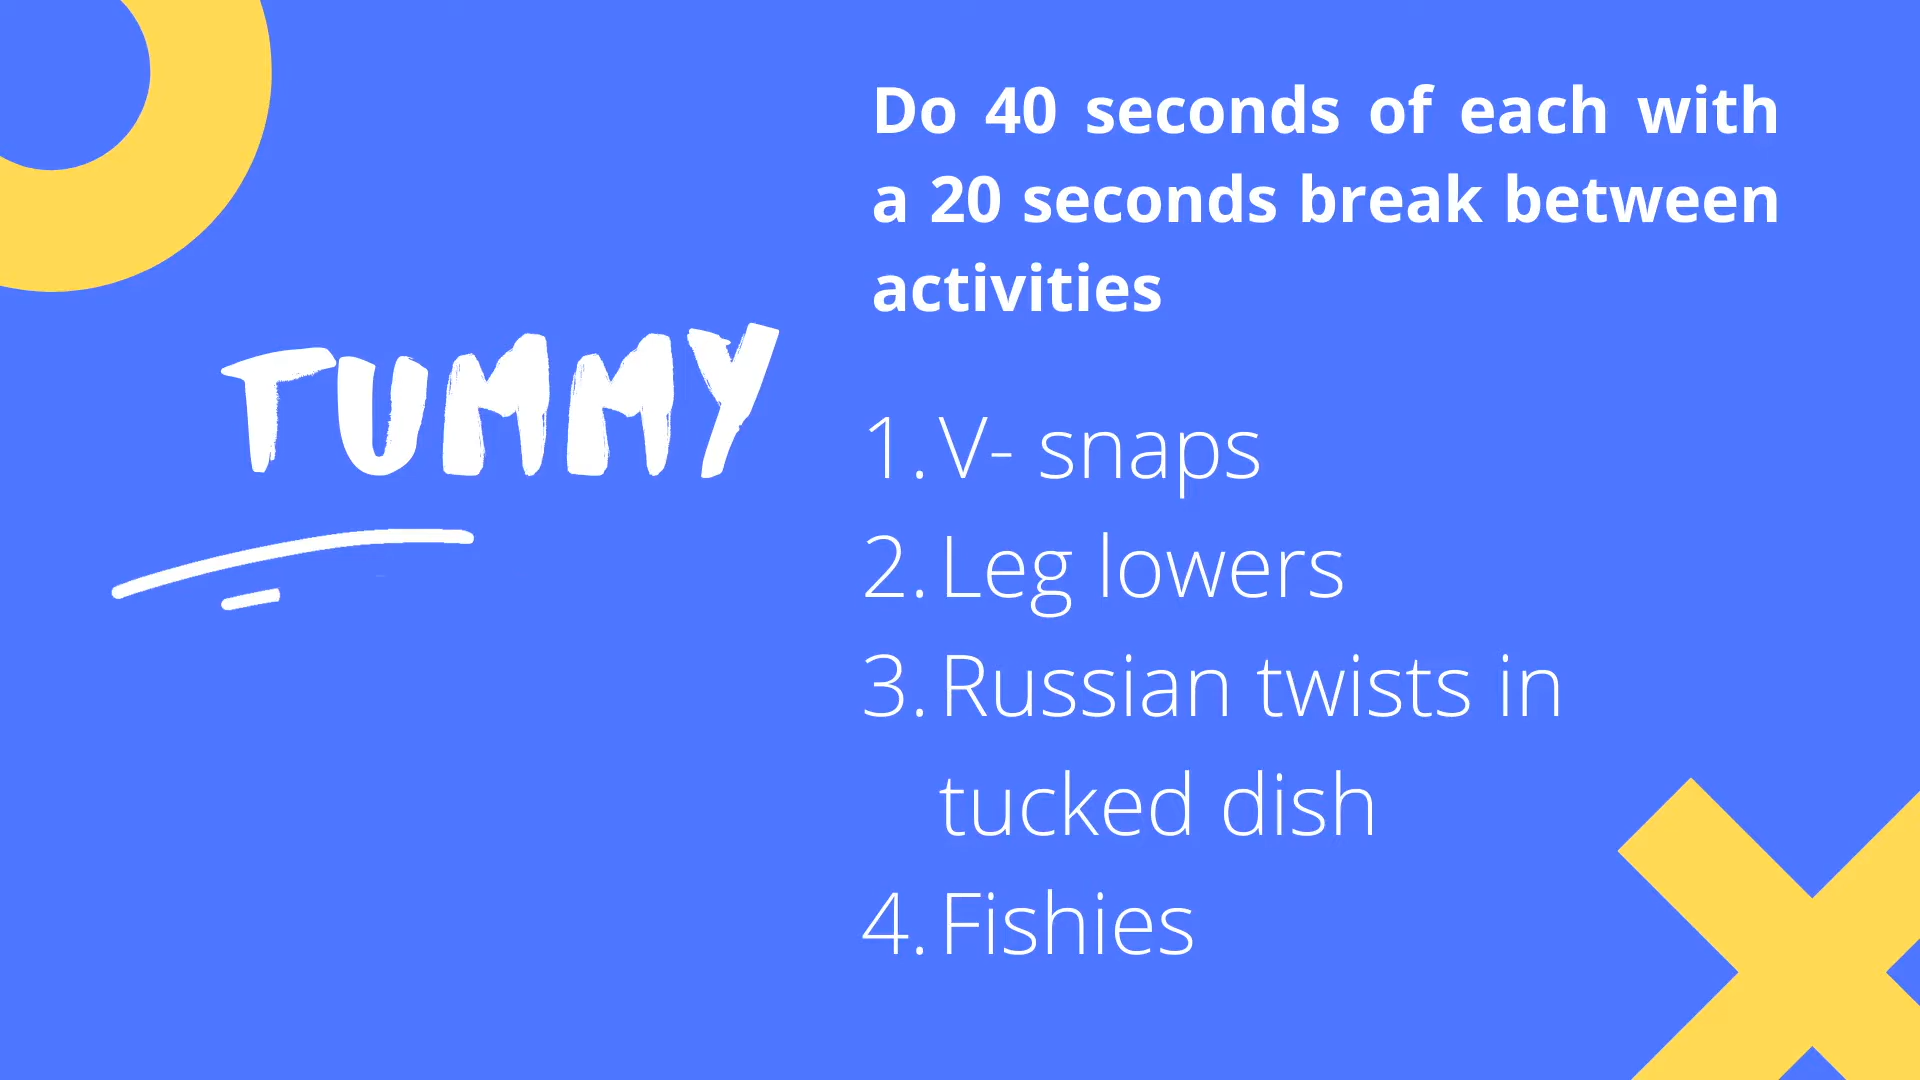 TUMMY
Do 40 seconds of each with
a 20 seconds break between
activities
1. V- snaps
2. Leg lowers
3. Russian twists in
tucked dish
4. Fishies